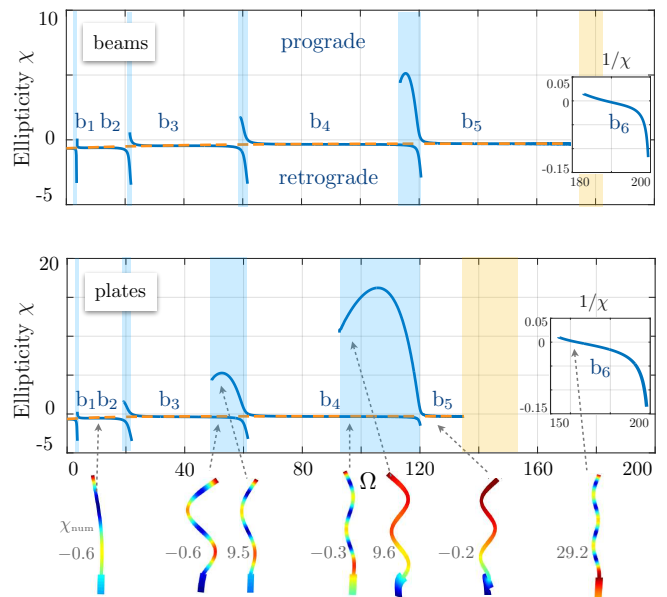 10
beams
prograde
1/χ
0.05
0
b₆
-0.15
180
200
Ellipticity χ
b₁ b₂
b₃
b₄
b₅
0
retrograde
-5
20
plates
1/χ
0.05
0
b₆
-0.15
150
200
Ellipticity χ
b₁b₂
b₃
b₄
b₅
0
-5
0
40
80
Ω
120
160
200
χnum
−0.6
−0.6
9.5
−0.3
9.6
−0.2
29.2